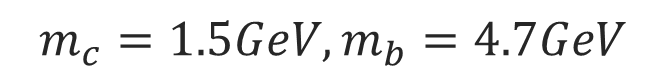 m_c = 1.5GeV, m_b = 4.7GeV